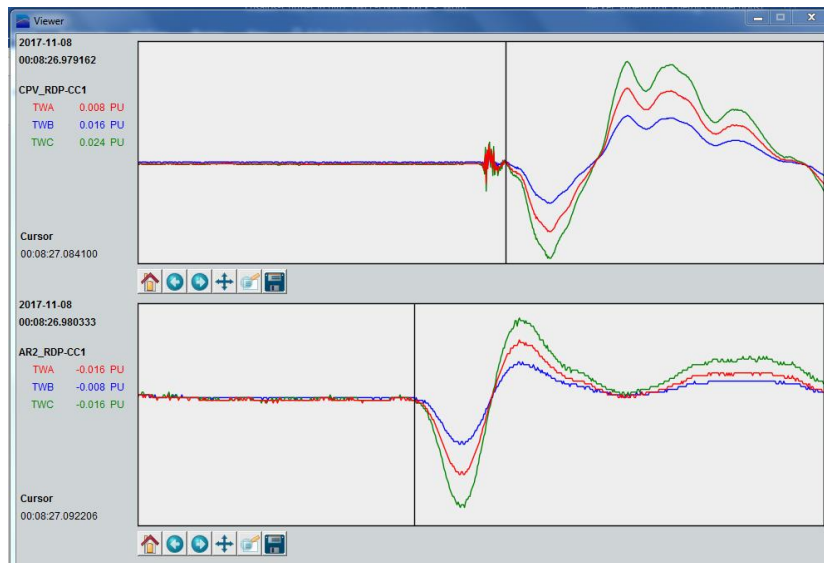 Viewer
2017-11-08
00:08:26.979162
CPV_RDP-CC1
TWA 0.008 PU
TWB 0.016 PU
TWC 0.024 PU
Cursor
00:08:27.084100
2017-11-08
00:08:26.980333
AR2_RDP-CC1
TWA -0.016 PU
TWB -0.008 PU
TWC -0.016 PU
Cursor
00:08:27.092206